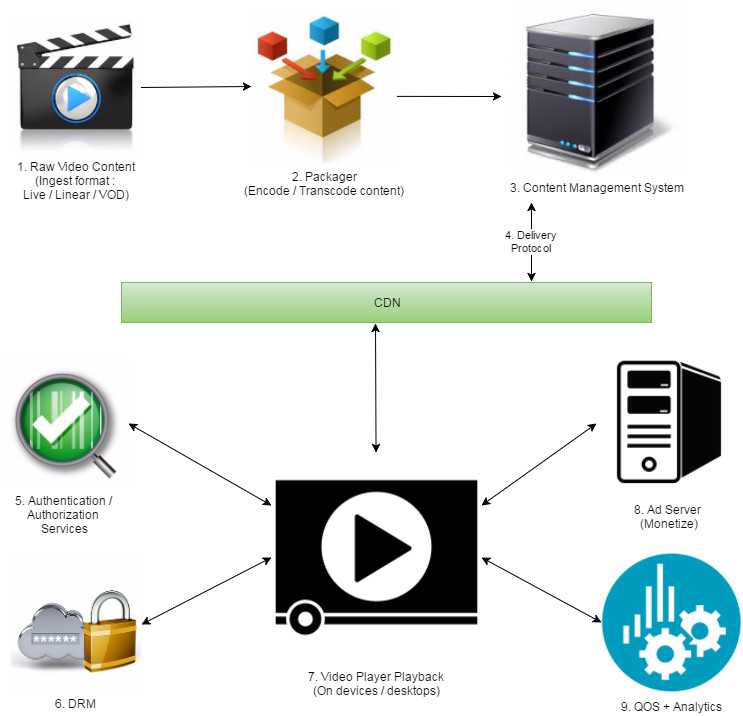 1. Raw Video Content
(Ingest format :
Live / Linear / VOD)
2. Packager
(Encode / Transcode content)
3. Content Management System
4. Delivery
Protocol
CDN
5. Authentication /
Authorization
Services
8. Ad Server
(Monetize)
******
6. DRM
7. Video Player Playback
(On devices / desktops)
9. QOS + Analytics